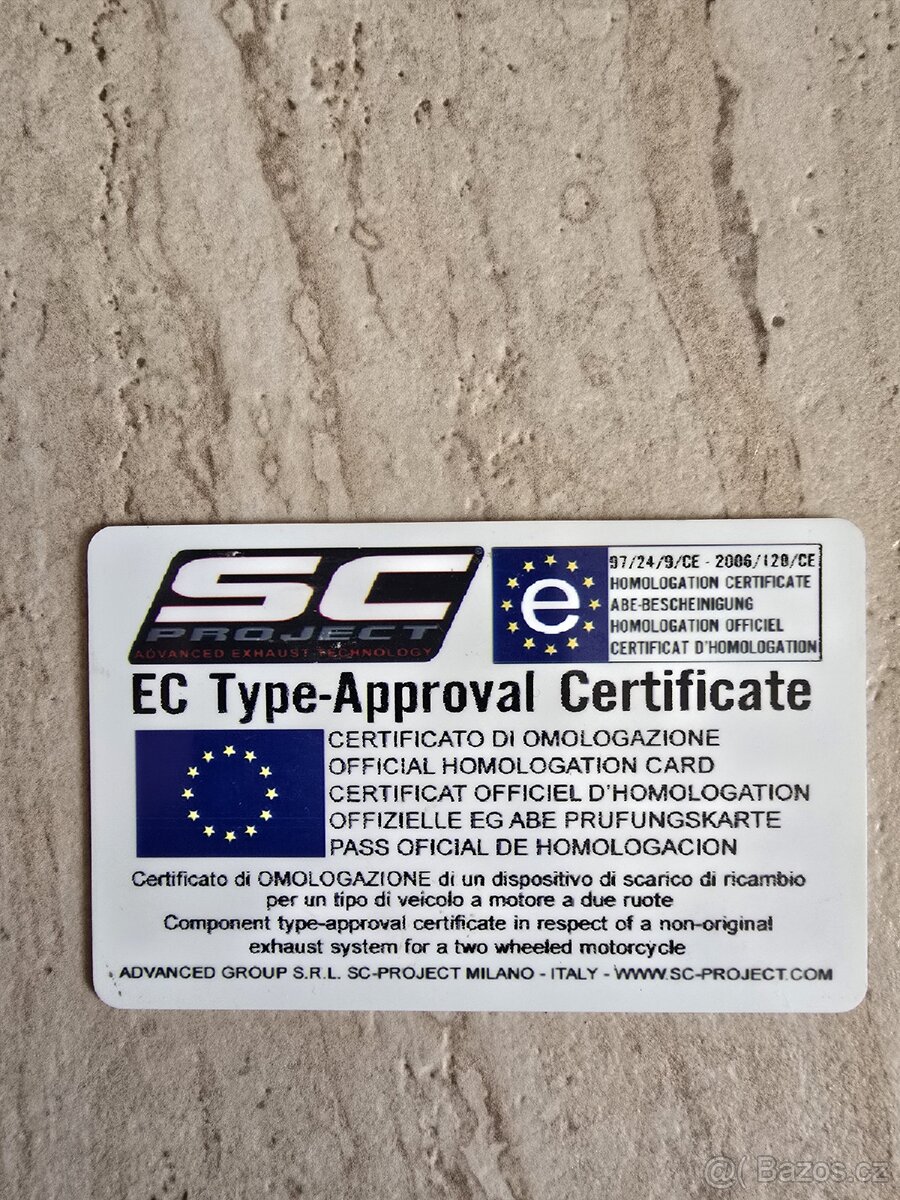 SC
PROJECT
ADVANCED EXHAUST TECHNOLOGY
e
97/24/9/CE - 2006/120/CE
HOMOLOGATION CERTIFICATE
ABE-BESCHEINIGUNG
HOMOLOGATION OFFICIEL
CERTIFICAT D'HOMOLOGATION
EC Type-Approval Certificate
CERTIFICATO DI OMOLOGAZIONE
OFFICIAL HOMOLOGATION CARD
CERTIFICAT OFFICIEL D'HOMOLOGATION
OFFIZIELLE EG ABE PRUFUNGSKARTE
PASS OFICIAL DE HOMOLOGACION
Certificato di OMOLOGAZIONE di un dispositivo di scarico di ricambio
per un tipo di veicolo a motore a due ruote
Component type-approval certificate in respect of a non-original
exhaust system for a two wheeled motorcycle
ADVANCED GROUP S.R.L. SC-PROJECT MILANO - ITALY - WWW.SC-PROJECT.COM
@( Bazos.cz